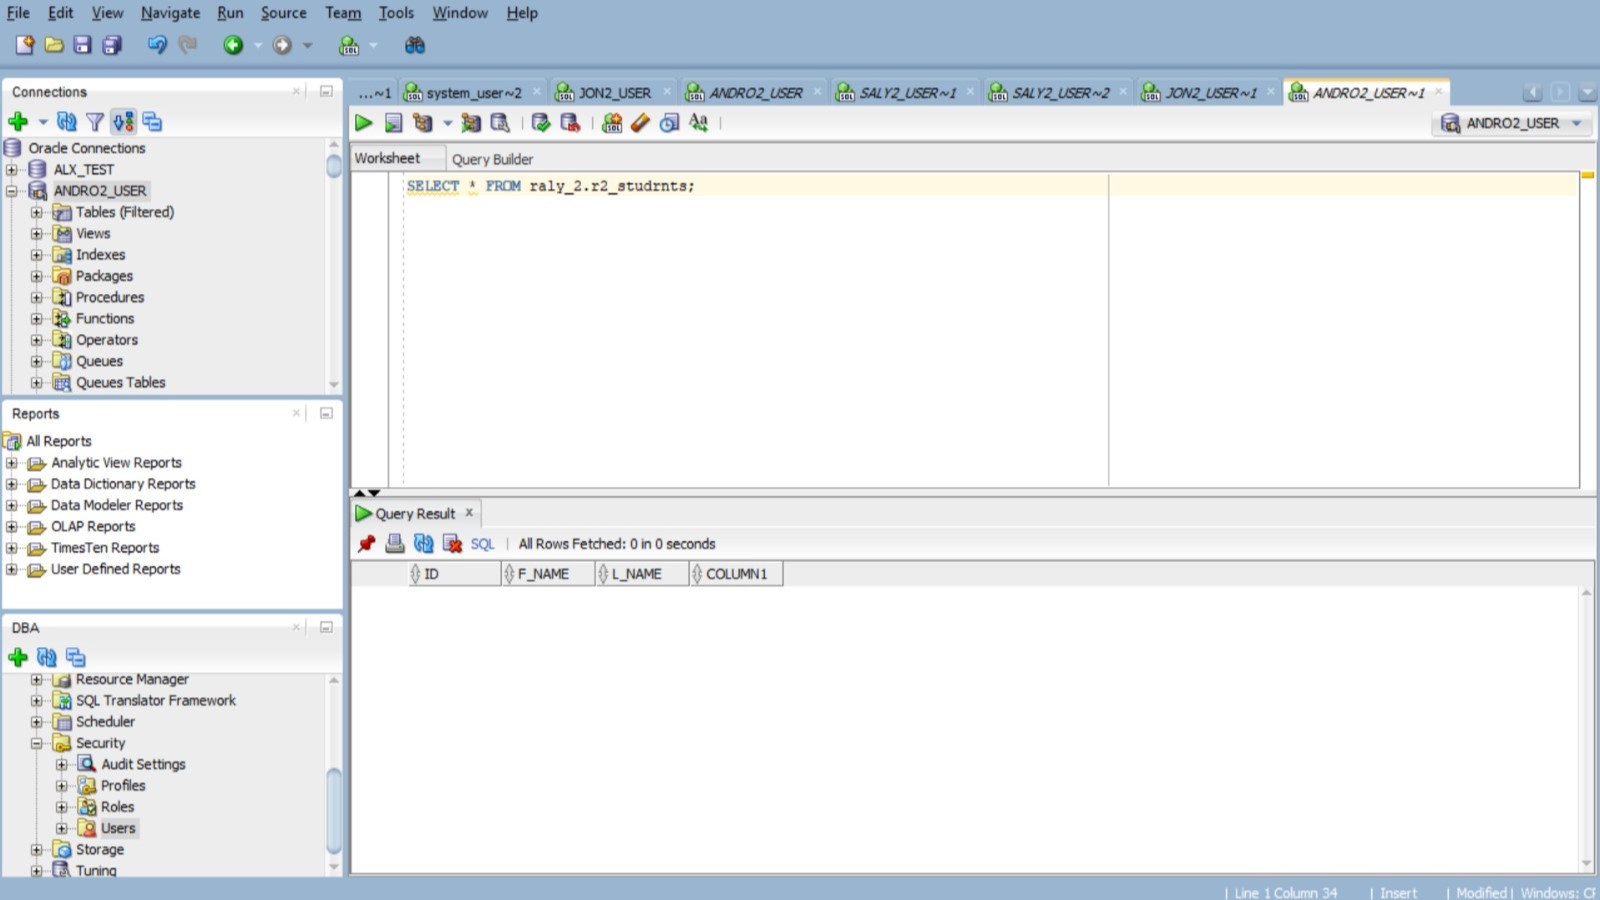 File Edit View Navigate Run Source Team Tools Window Help
Connections
Oracle Connections
ALX_TEST
ANDRO2_USER
Tables (Filtered)
Views
Indexes
Packages
Procedures
Functions
Operators
Queues
Queues Tables
Reports
All Reports
Analytic View Reports
Data Dictionary Reports
Data Modeler Reports
OLAP Reports
TimesTen Reports
User Defined Reports
DBA
Resource Manager
SQL Translator Framework
Scheduler
Security
Audit Settings
Profiles
Roles
Users
Storage
Tuning
...~1 system_user~2 JON2_USER ANDRO2_USER SALY2_USER~1 SALY2_USER~2 JON2_USER~1 ANDRO2_USER~1
ANDRO2_USER
Worksheet Query Builder
SELECT * FROM raly_2.r2_studrnts;
Query Result
SQL | All Rows Fetched: 0 in 0 seconds
ID F_NAME L_NAME COLUMN1
| Line 1 Column 34 | Insert | Modified | Windows: